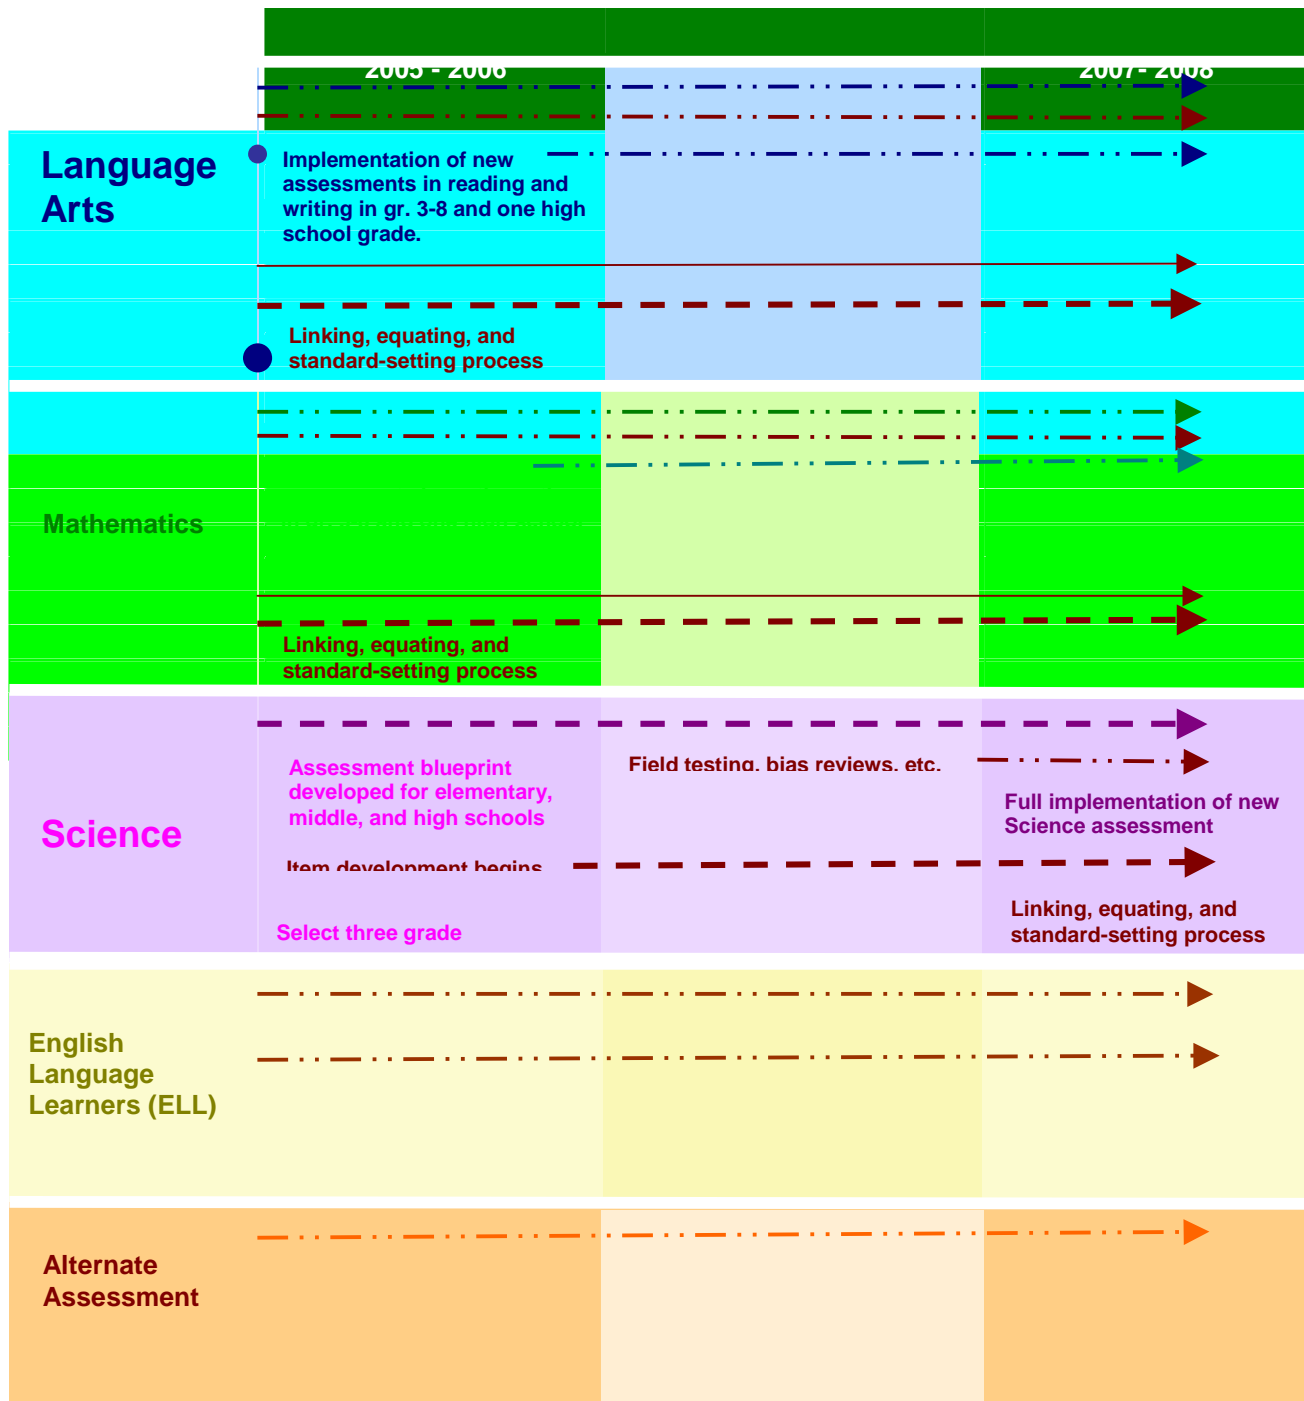 2005 - 2006
2007- 2008
Language
Arts
Implementation of new
assessments in reading and
writing in gr. 3-8 and one high
school grade.
Linking, equating, and
standard-setting process
Mathematics
Linking, equating, and
standard-setting process
Science
Assessment blueprint
developed for elementary,
middle, and high schools
Item development begins
Select three grade
Field testing, bias reviews, etc.
Full implementation of new
Science assessment
Linking, equating, and
standard-setting process
English
Language
Learners (ELL)
Alternate
Assessment